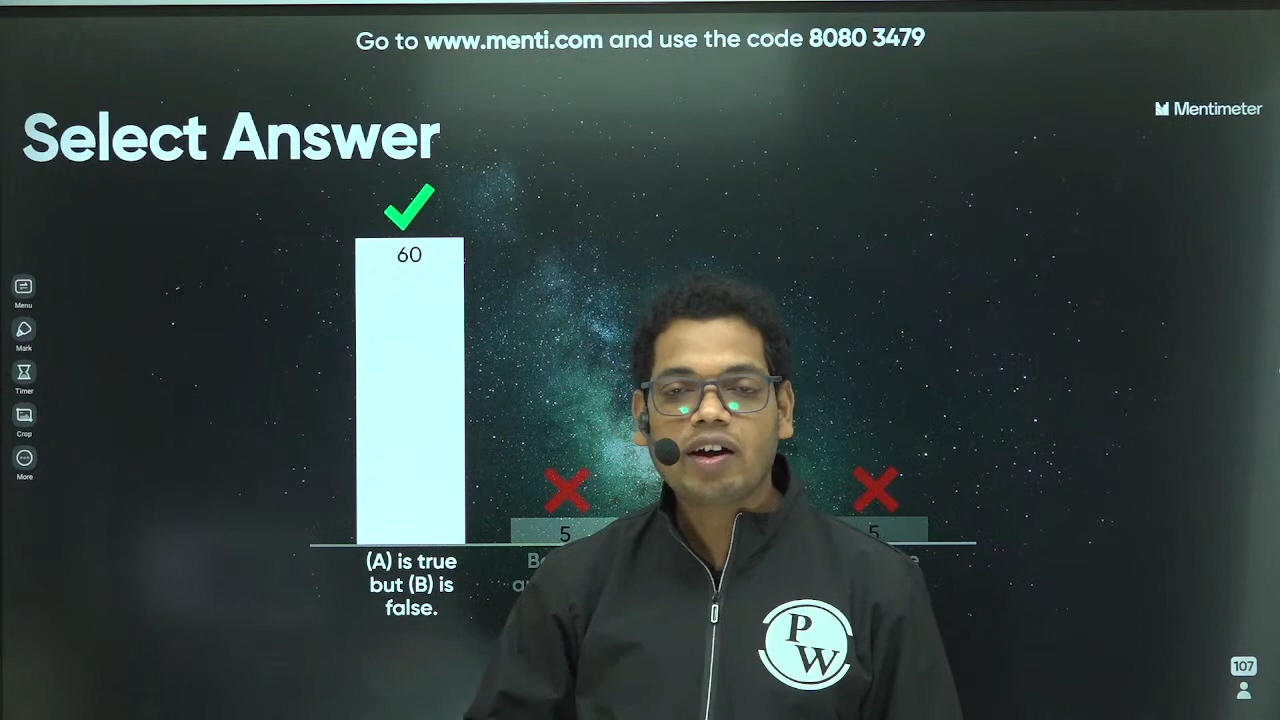 Go to www.menti.com and use the code 8080 3479
Mentimeter
Select Answer
60
Menu
Mark
Timer
Crop
More
5
5
(A) is true
but (B) is
false.
P
W
107